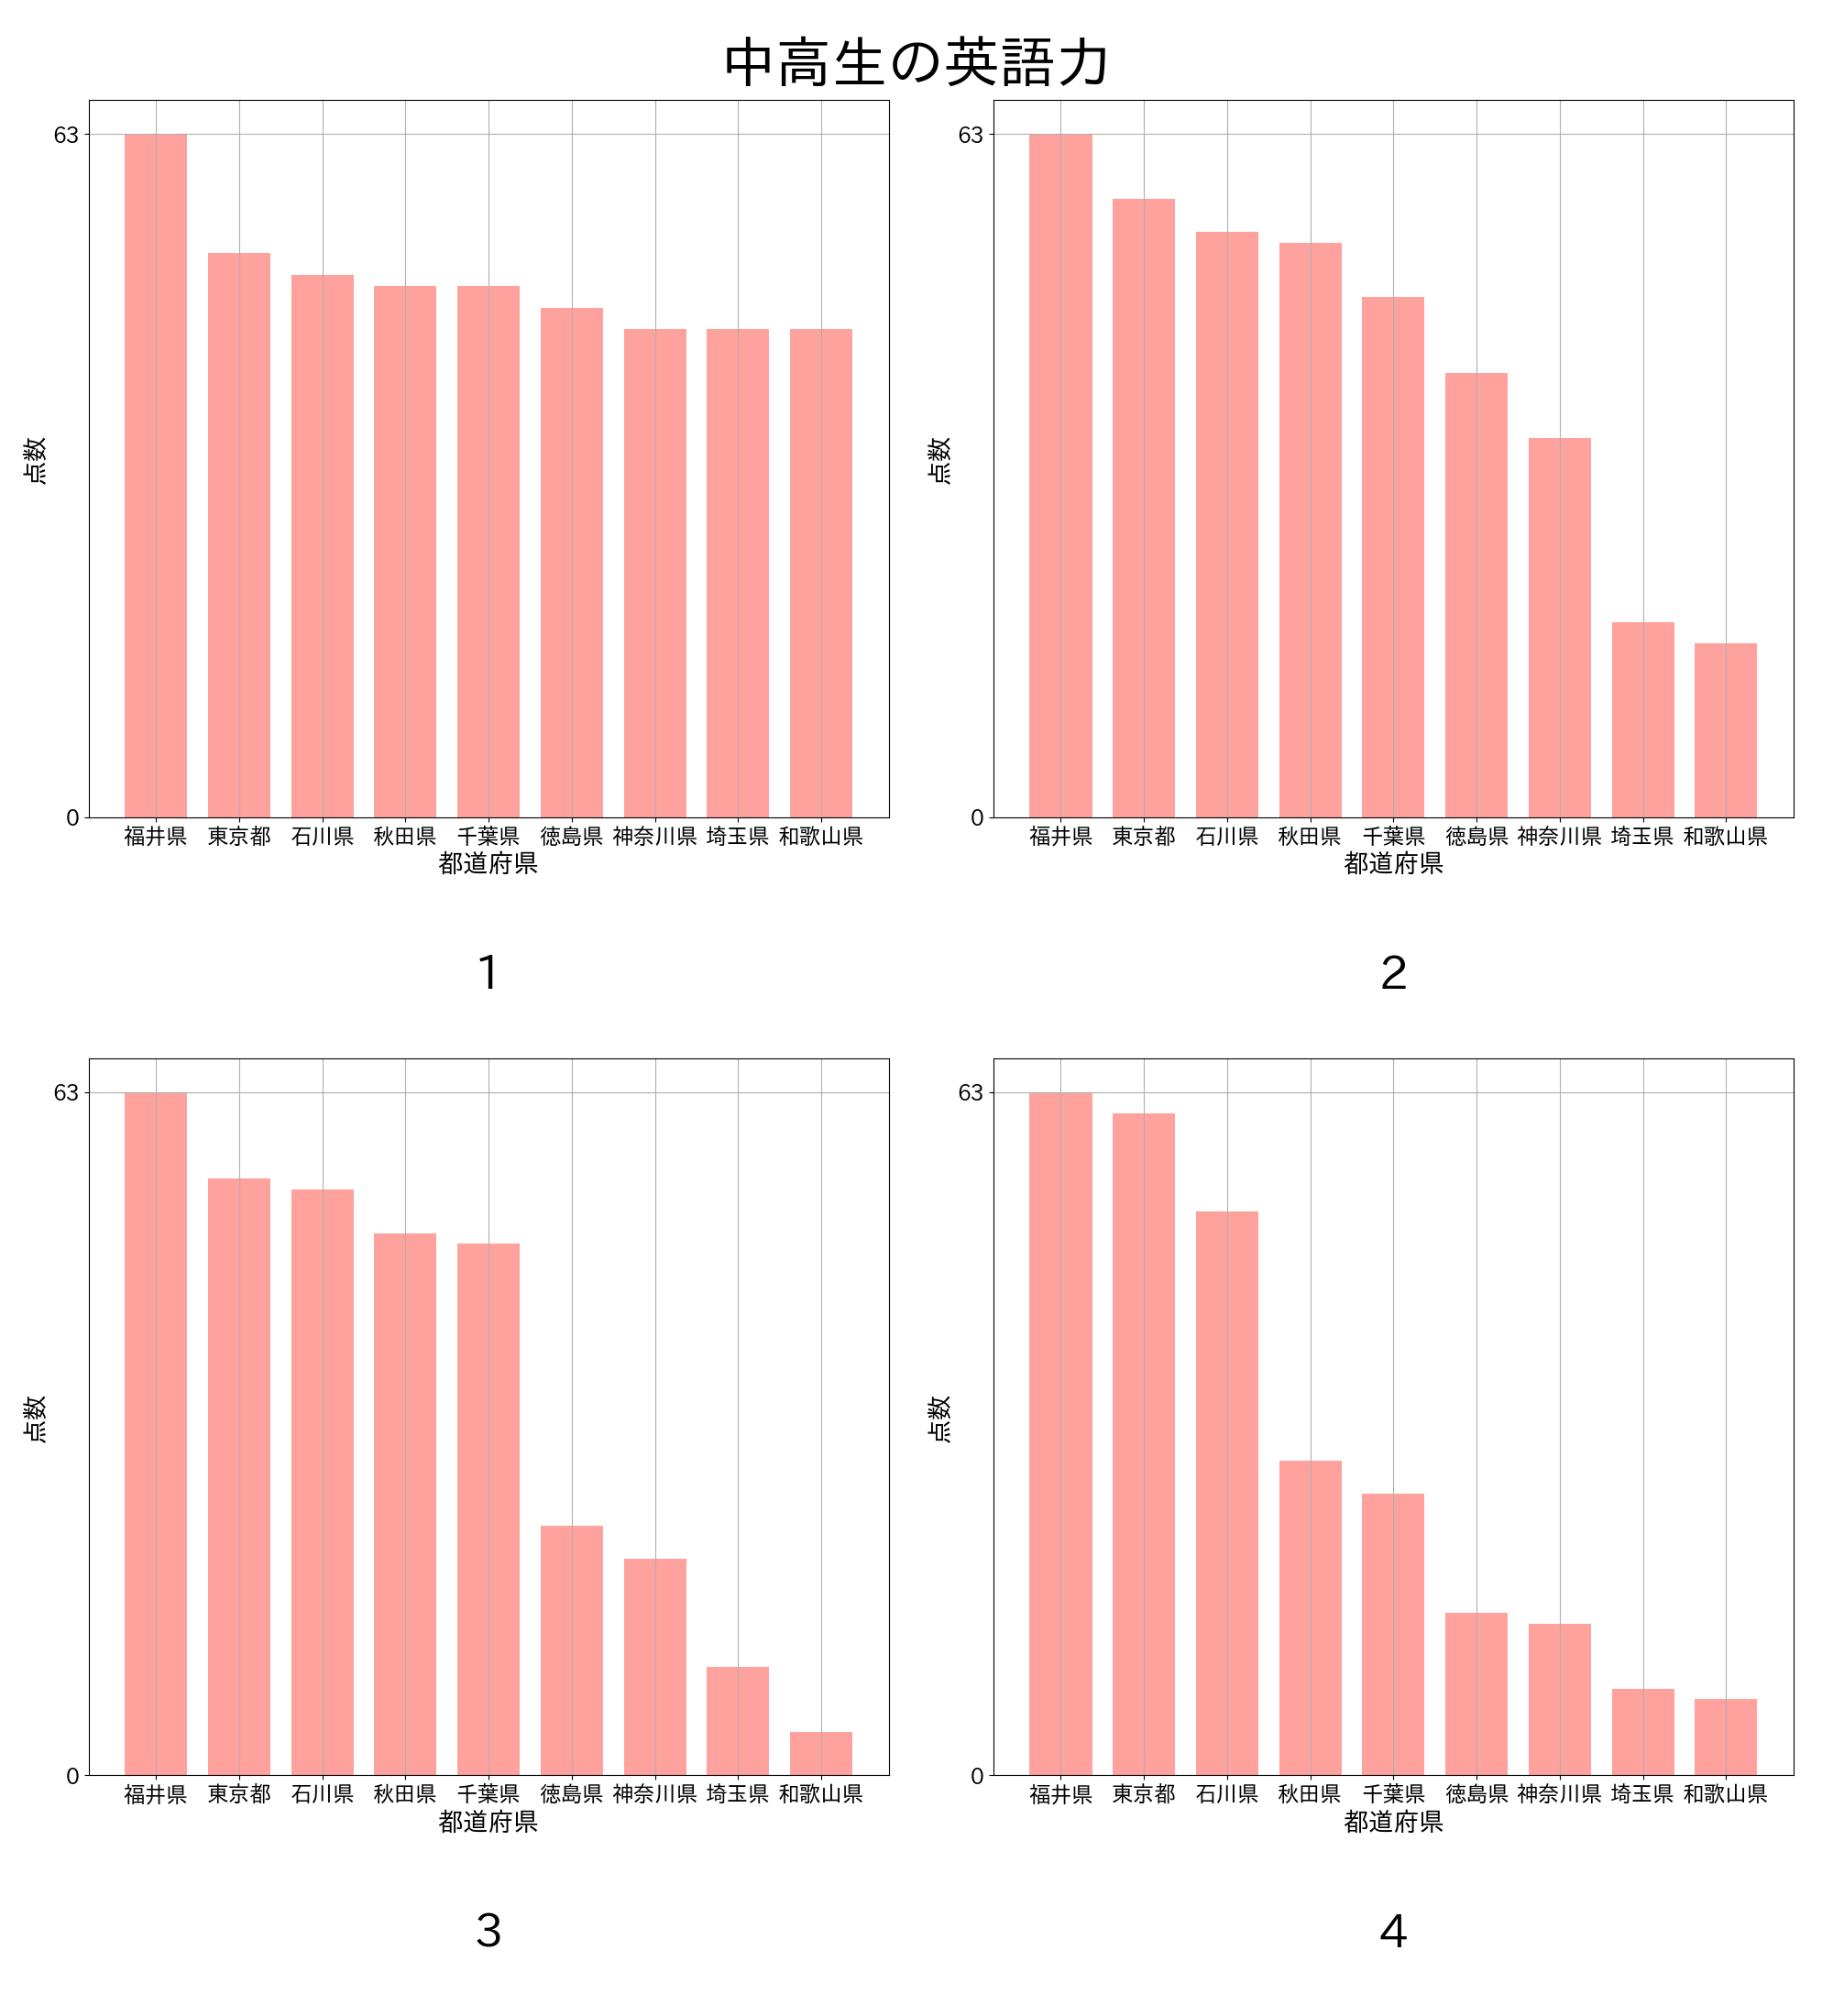 中高生の英語力
63
0
点数
福井県 東京都 石川県 秋田県 千葉県 徳島県 神奈川県 埼玉県 和歌山県
都道府県
1
63
0
点数
福井県 東京都 石川県 秋田県 千葉県 徳島県 神奈川県 埼玉県 和歌山県
都道府県
2
63
0
点数
福井県 東京都 石川県 秋田県 千葉県 徳島県 神奈川県 埼玉県 和歌山県
都道府県
3
63
0
点数
福井県 東京都 石川県 秋田県 千葉県 徳島県 神奈川県 埼玉県 和歌山県
都道府県
4